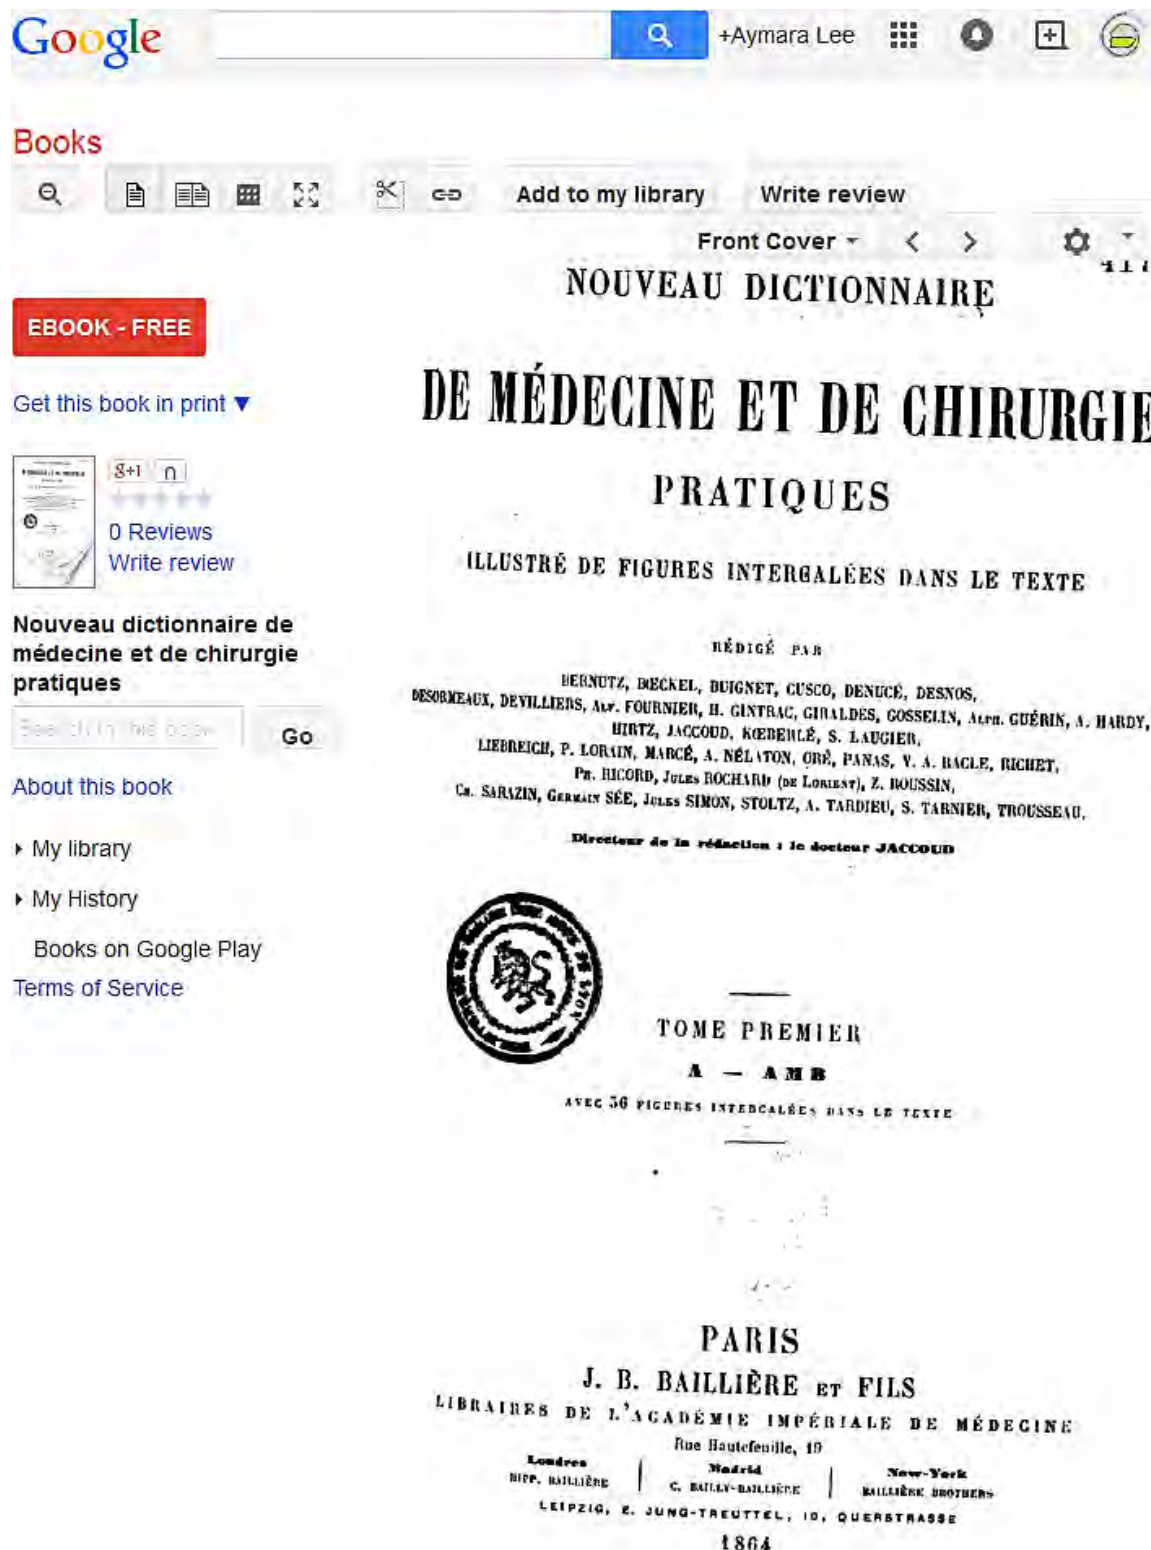 Google
+Aymara Lee
Books
Add to my library
Write review
Front Cover
EBOOK - FREE
Get this book in print ▼
g+1
0 Reviews
Write review
Nouveau dictionnaire de
médecine et de chirurgie
pratiques
Go
About this book
My library
My History
Books on Google Play
Terms of Service
NOUVEAU DICTIONNAIRE
DE MÉDECINE ET DE CHIRURGIE
PRATIQUES
ILLUSTRÉ DE FIGURES INTERCALÉES DANS LE TEXTE
RÉDIGÉ PAR
BERNUTZ, BŒCKEL, BUIGNET, CUSCO, DENUCÉ, DESNOS,
DESORMEAUX, DEVILLIERS, ALF. FOURNIER, H. GINTRAC, GIRALDES, GOSSELIN, ALPH. GUÉRIN, A. HARDY,
HIRTZ, JACCOUD, KŒBERLÉ, S. LAUGIER,
LIEBREICH, P. LORAIN, MARCÉ, A. NÉLATON, ORÉ, PANAS, V. A. RACLE, RICHET,
PH. RICORD, JULES ROCHARD (DE LORIENT), Z. ROUSSIN,
CH. SARAZIN, GERMAIN SÉE, JULES SIMON, STOLTZ, A. TARDIEU, S. TARNIER, TROUSSEAU.
Directeur de la rédaction : le docteur JACCOUD
TOME PREMIER
A — AMB
AVEC 36 FIGURES INTERCALÉES DANS LE TEXTE
PARIS
J. B. BAILLIÈRE ET FILS
LIBRAIRES DE L'ACADÉMIE IMPÉRIALE DE MÉDECINE
Rue Hautefeuille, 19
Londres
HIPP. BAILLIÈRE
Madrid
C. BAILLY-BAILLIÈRE
New-York
BAILLIÈRE BROTHERS
LEIPZIG, E. JUNG-TREUTTEL, 10, QUERSTRASSE
1864